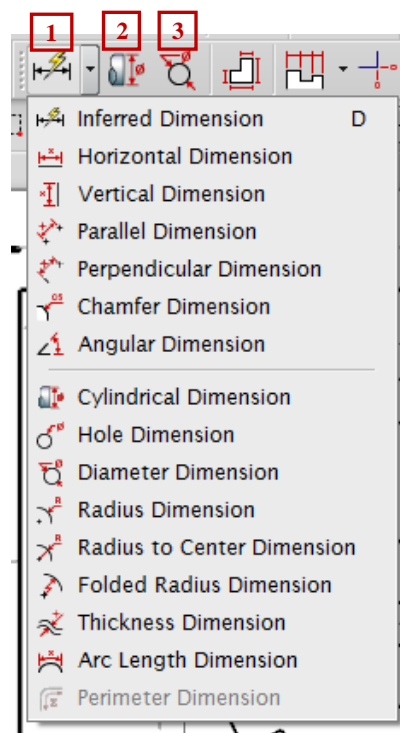 1 2 3
Inferred Dimension D
Horizontal Dimension
Vertical Dimension
Parallel Dimension
Perpendicular Dimension
Chamfer Dimension
Angular Dimension
Cylindrical Dimension
Hole Dimension
Diameter Dimension
Radius Dimension
Radius to Center Dimension
Folded Radius Dimension
Thickness Dimension
Arc Length Dimension
Perimeter Dimension